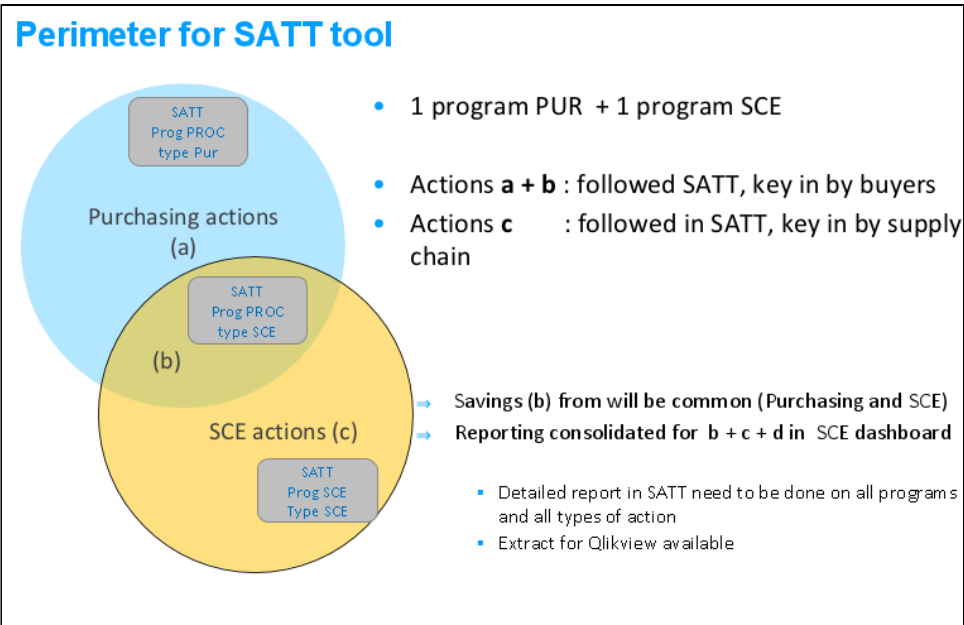 Perimeter for SATT tool
SATT
Prog PROC
type Pur
Purchasing actions
(a)
SATT
Prog PROC
type SCE
(b)
SCE actions (c)
SATT
Prog SCE
Type SCE
• 1 program PUR + 1 program SCE
• Actions a + b : followed SATT, key in by buyers
• Actions c : followed in SATT, key in by supply
chain
⇒ Savings (b) from will be common (Purchasing and SCE)
⇒ Reporting consolidated for b + c + d in SCE dashboard
▪ Detailed report in SATT need to be done on all programs
and all types of action
▪ Extract for Qlikview available